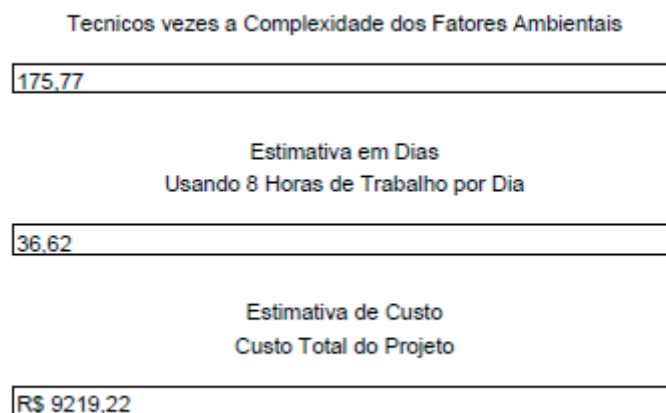 Tecnicos vezes a Complexidade dos Fatores Ambientais
175,77
Estimativa em Dias
Usando 8 Horas de Trabalho por Dia
36,62
Estimativa de Custo
Custo Total do Projeto
R$ 9219,22